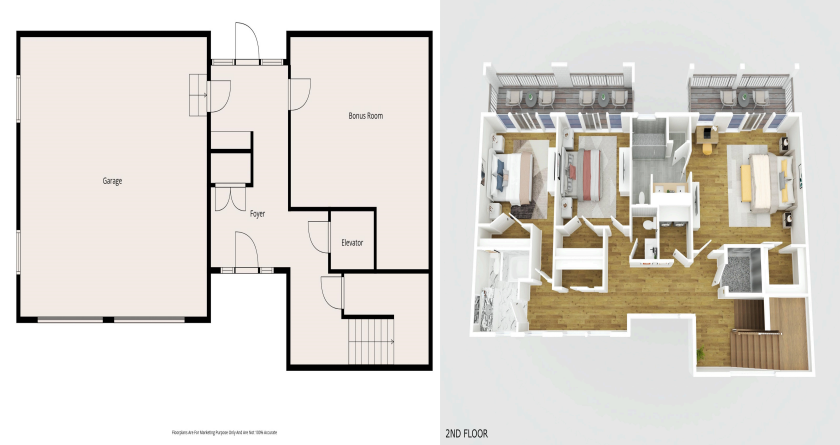 Garage
Bonus Room
Foyer
Elevator
Floorplans Are For Marketing Purpose Only And Are Not 100% Accurate
2ND FLOOR